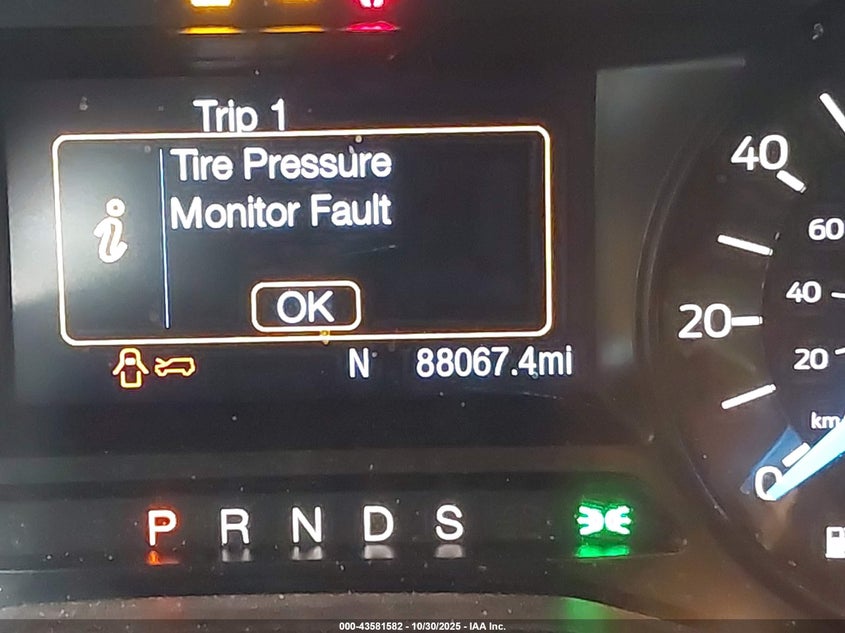 Trip 1
Tire Pressure
Monitor Fault
OK
N 88067.4mi
P R N D S
40
20
0
60
40
20
000-43581582 - 10/30/2025 - IAA Inc.